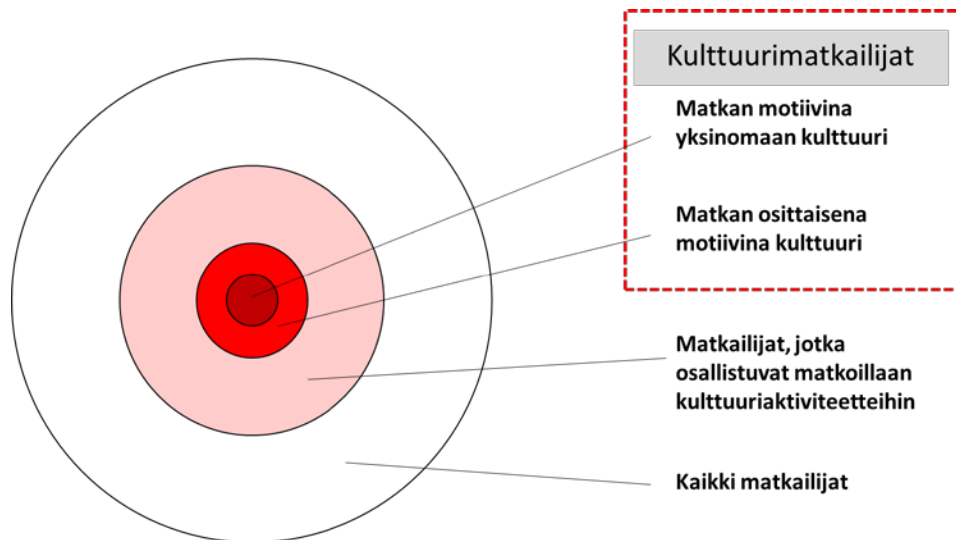 Kulttuurimatkailijat
Matkan motiivina
yksinomaan kulttuuri
Matkan osittaisena
motiivina kulttuuri
Matkailijat, jotka
osallistuvat matkoillaan
kulttuuriaktiviteetteihin
Kaikki matkailijat